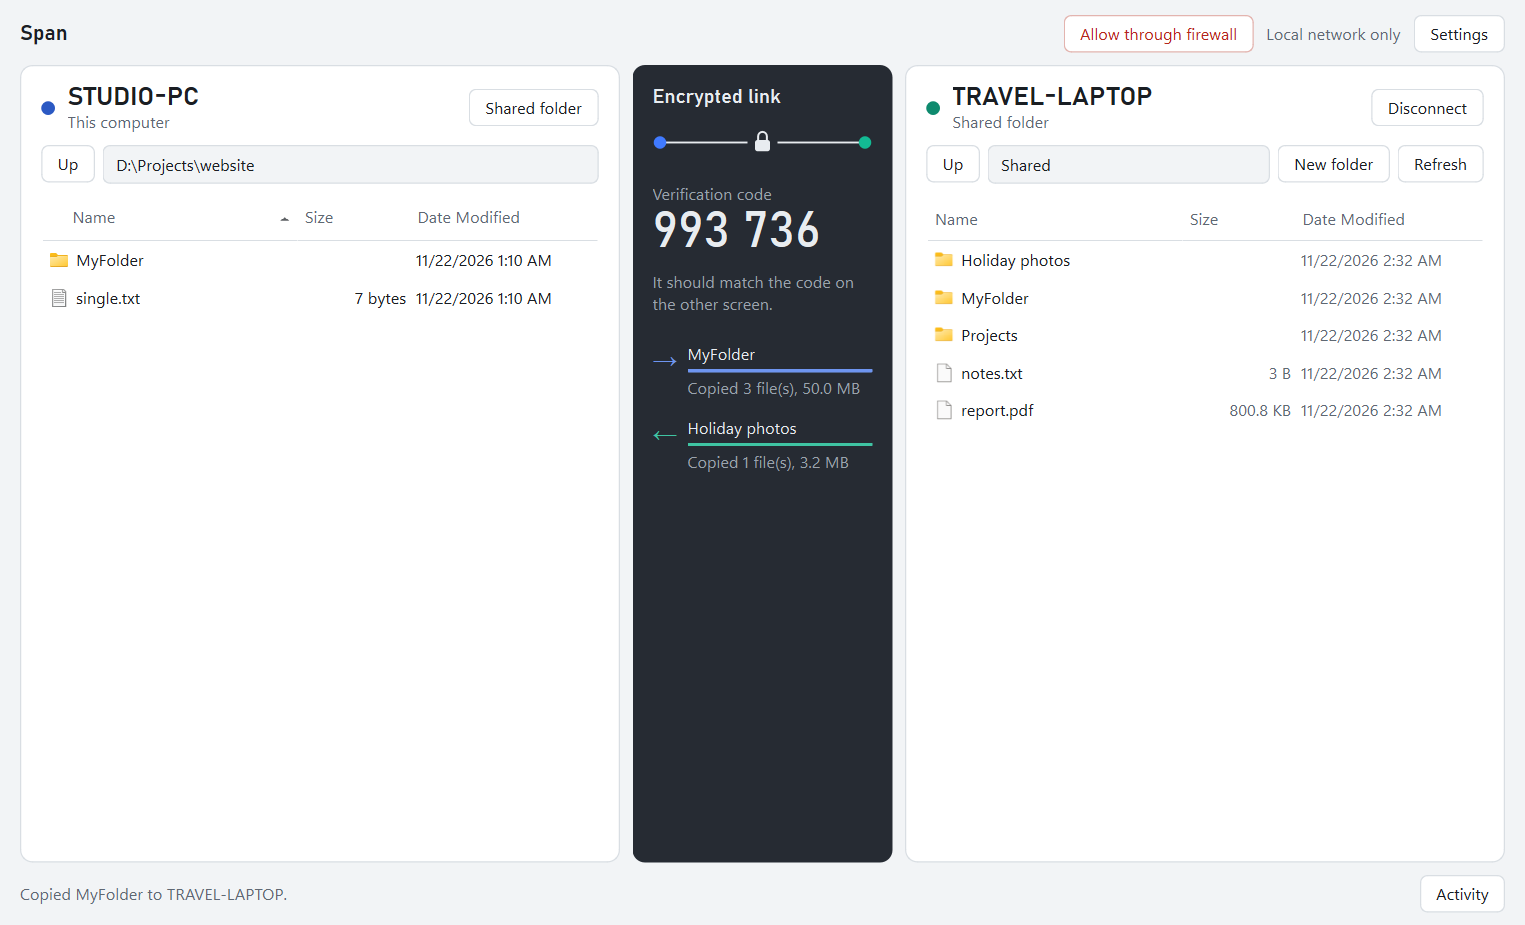 Span
Allow through firewall
Local network only
Settings
STUDIO-PC
This computer
Shared folder
Up
D:\Projects\website
Name Size Date Modified
MyFolder 11/22/2026 1:10 AM
single.txt 7 bytes 11/22/2026 1:10 AM
Encrypted link
Verification code
993 736
It should match the code on
the other screen.
MyFolder
Copied 3 file(s), 50.0 MB
Holiday photos
Copied 1 file(s), 3.2 MB
TRAVEL-LAPTOP
Shared folder
Disconnect
Up
Shared
New folder
Refresh
Name Size Date Modified
Holiday photos 11/22/2026 2:32 AM
MyFolder 11/22/2026 2:32 AM
Projects 11/22/2026 2:32 AM
notes.txt 3 B 11/22/2026 2:32 AM
report.pdf 800.8 KB 11/22/2026 2:32 AM
Copied MyFolder to TRAVEL-LAPTOP.
Activity